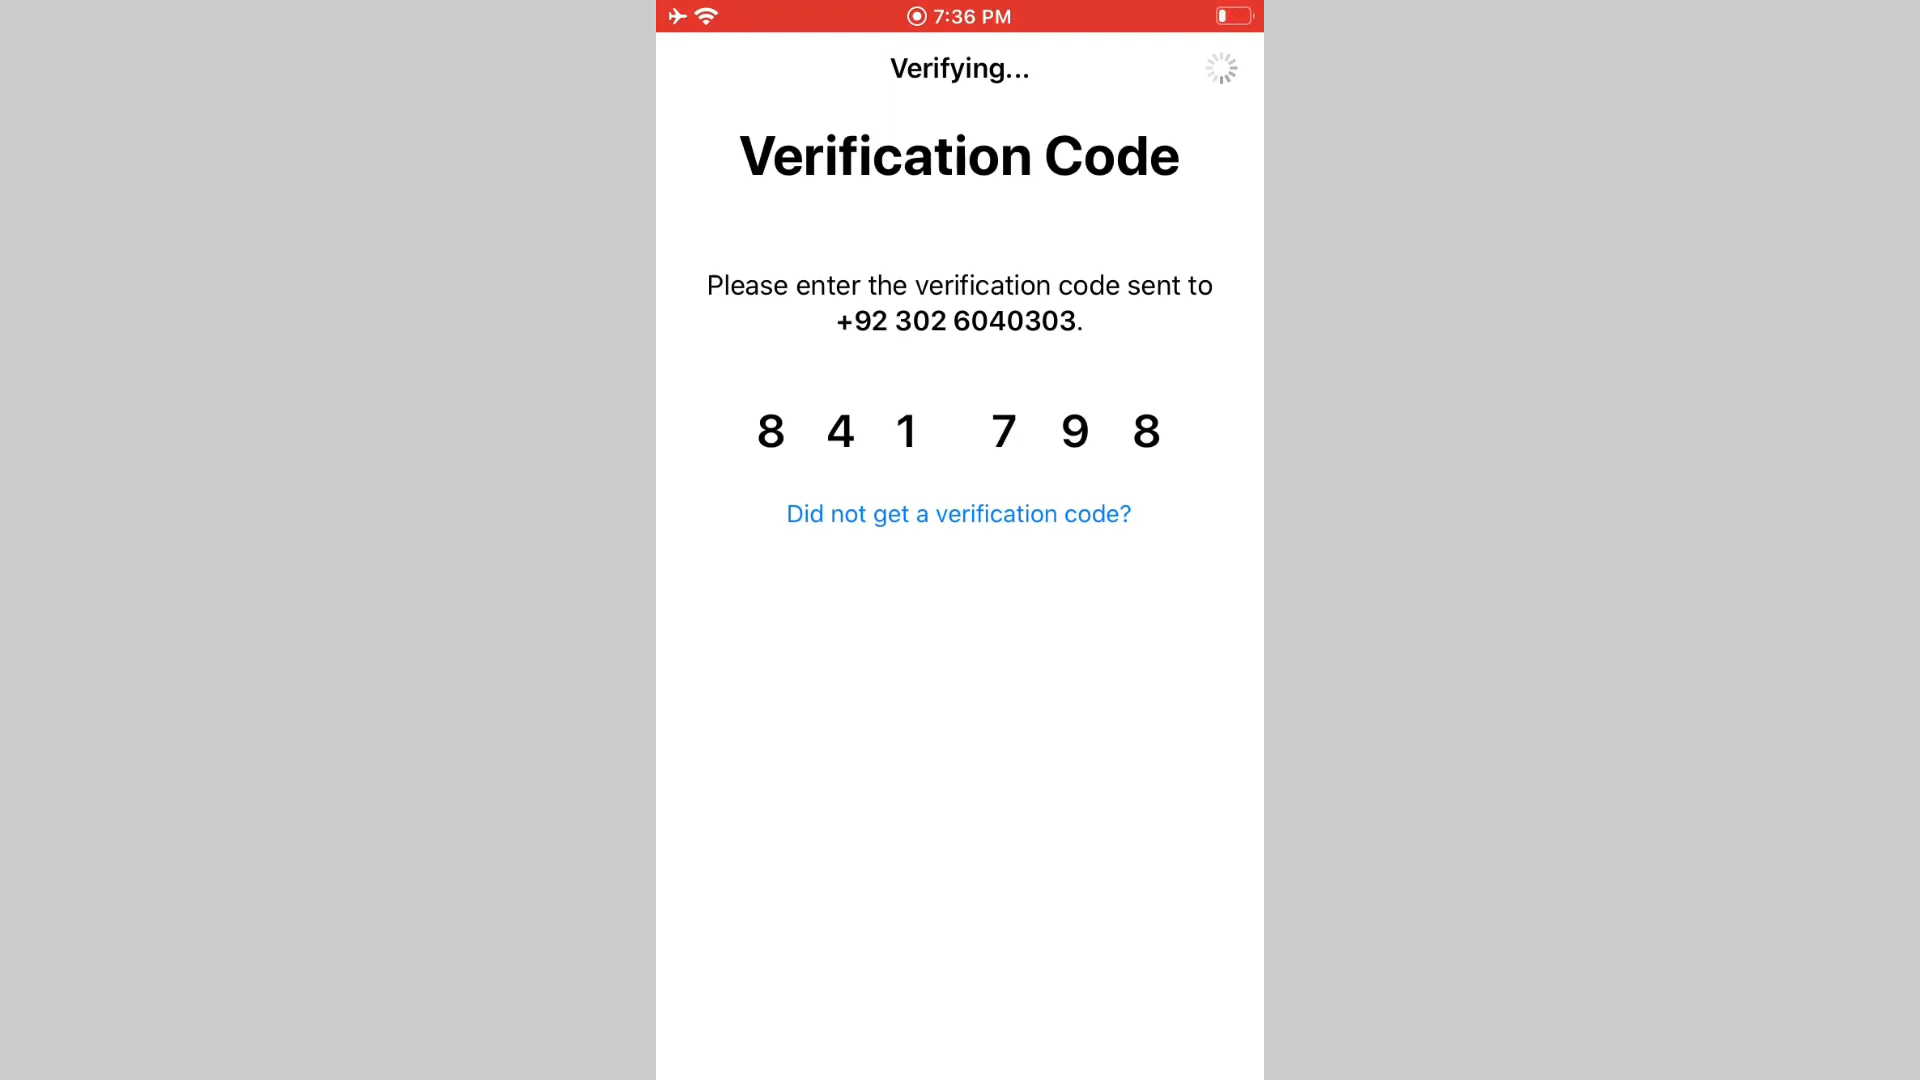 7:36 PM
Verifying...
Verification Code
Please enter the verification code sent to
+92 302 6040303.
8 4 1 7 9 8
Did not get a verification code?